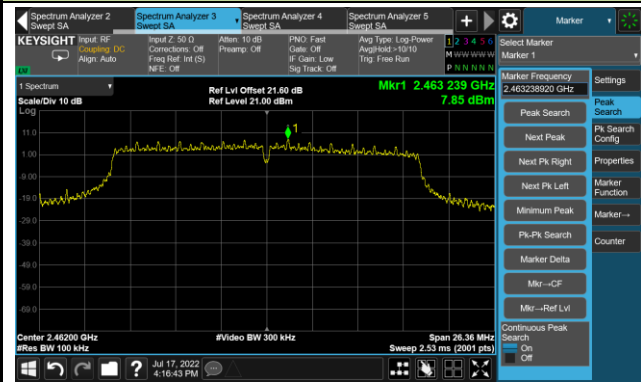 Spectrum Analyzer 2
Swept SA
Spectrum Analyzer 3
Swept SA
Spectrum Analyzer 4
Swept SA
Spectrum Analyzer 5
Swept SA
Marker
KEYSIGHT
Input: RF
Coupling: DC
Align: Auto
Input Z: 50 Ω
Corrections: Off
Freq Ref: Int (S)
NFE: Off
Atten: 10 dB
Preamp: Off
PNO: Fast
Gate: Off
IF Gain: Low
Sig Track: Off
Avg Type: Log-Power
Avg|Hold:>10/10
Trig: Free Run
1 2 3 4 5 6
M W W W W W
P N N N N N
Select Marker
Marker 1
1 Spectrum
Scale/Div 10 dB
Log
Ref Lvl Offset 21.60 dB
Ref Level 21.00 dBm
Mkr1 2.463 239 GHz
7.85 dBm
11.0
1.00
-9.00
-19.0
-29.0
-39.0
-49.0
-59.0
-69.0
1
Center 2.46200 GHz
#Res BW 100 kHz
#Video BW 300 kHz
Span 26.36 MHz
Sweep 2.53 ms (2001 pts)
Marker Frequency
2.463238920 GHz
Peak Search
Next Peak
Next Pk Right
Next Pk Left
Minimum Peak
Pk-Pk Search
Marker Delta
Mkr→CF
Mkr→Ref Lvl
Continuous Peak
Search
On
Off
Settings
Peak
Search
Pk Search
Config
Properties
Marker
Function
Marker→
Counter
Jul 17, 2022
4:16:43 PM